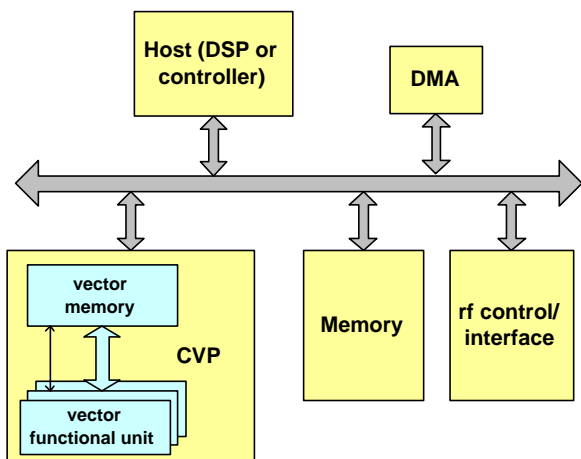 Host (DSP or
controller)
DMA
vector
memory
CVP
vector
functional unit
Memory
rf control/
interface